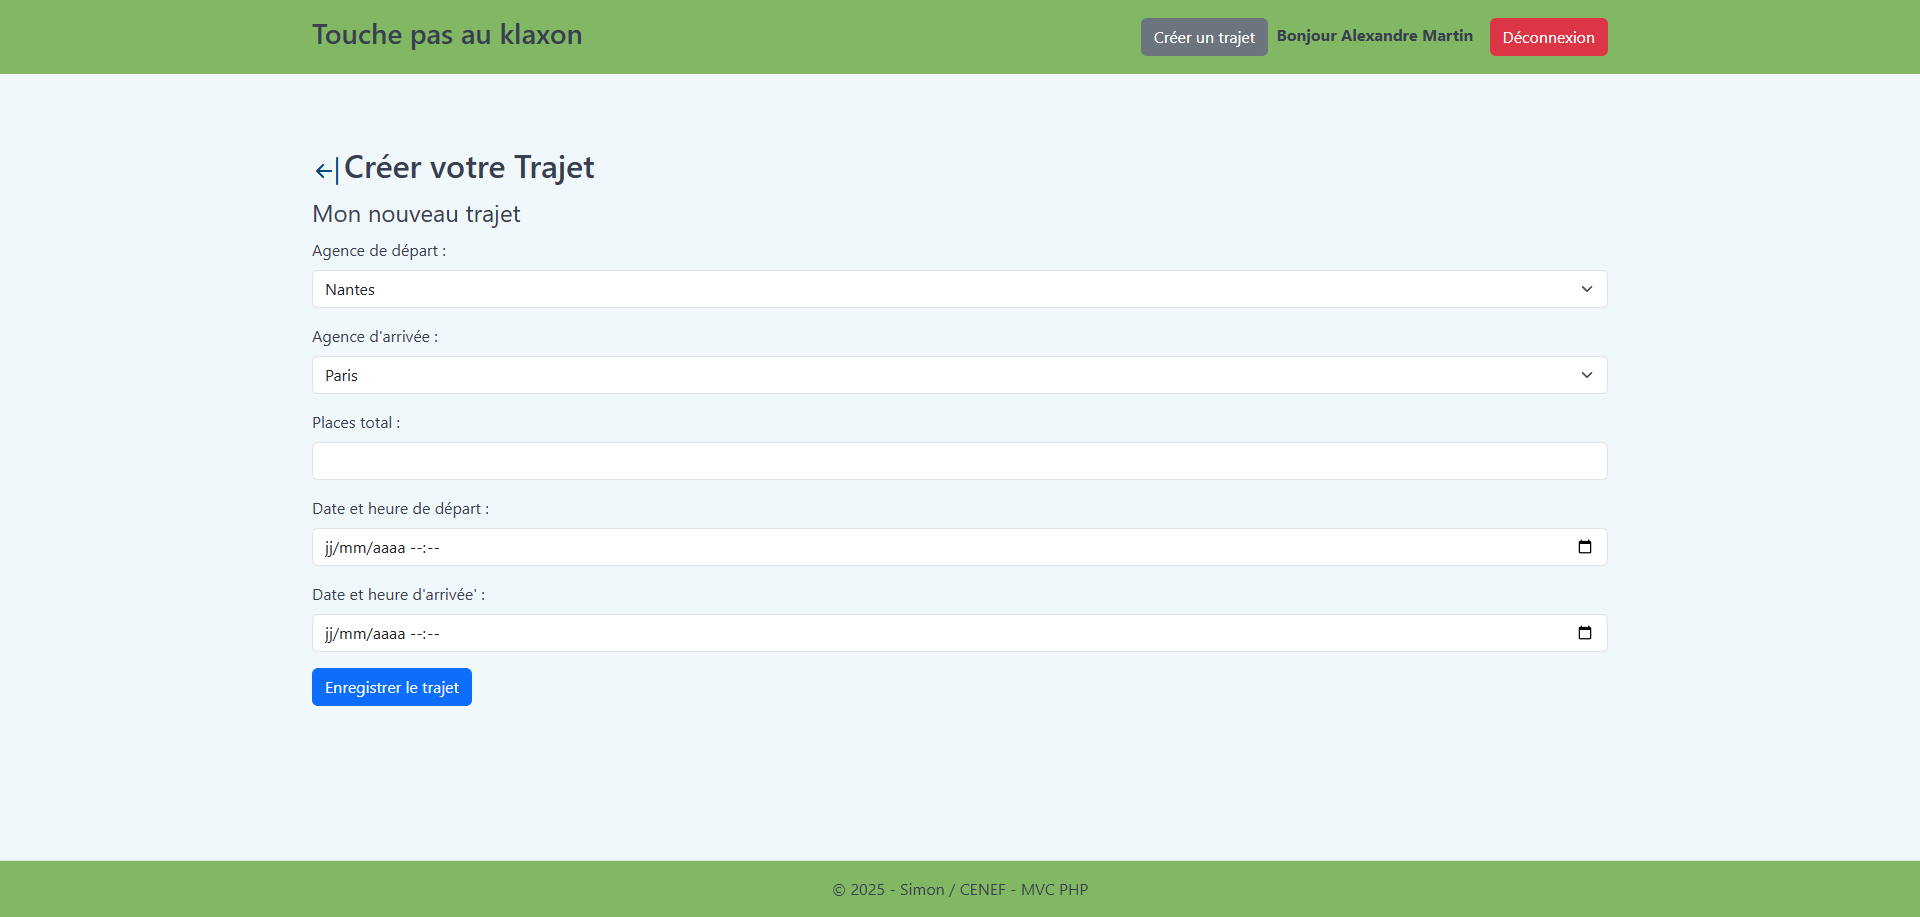 Touche pas au klaxon
Créer un trajet
Bonjour Alexandre Martin
Déconnexion
Créer votre Trajet
Mon nouveau trajet
Agence de départ :
Nantes
Agence d'arrivée :
Paris
Places total :
Date et heure de départ :
jj/mm/aaaa --:--
Date et heure d'arrivée' :
jj/mm/aaaa --:--
Enregistrer le trajet
© 2025 - Simon / CENEF - MVC PHP